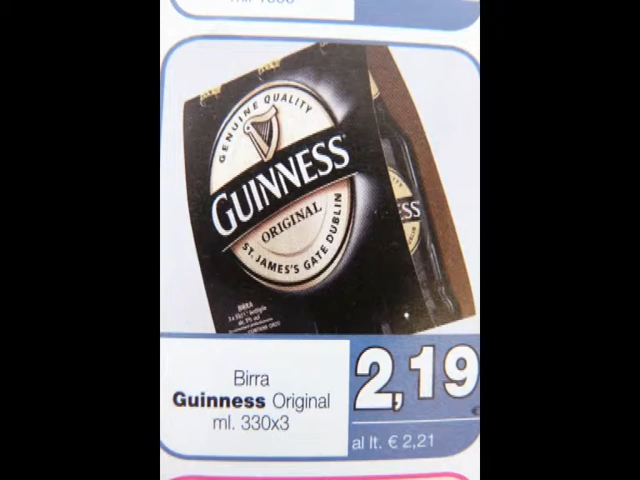 GENUINE QUALITY
GUINNESS
ORIGINAL
ST. JAMES'S GATE DUBLIN
BIRRA
Birra
Guinness Original
ml. 330x3
2,19
€
al lt. € 2,21